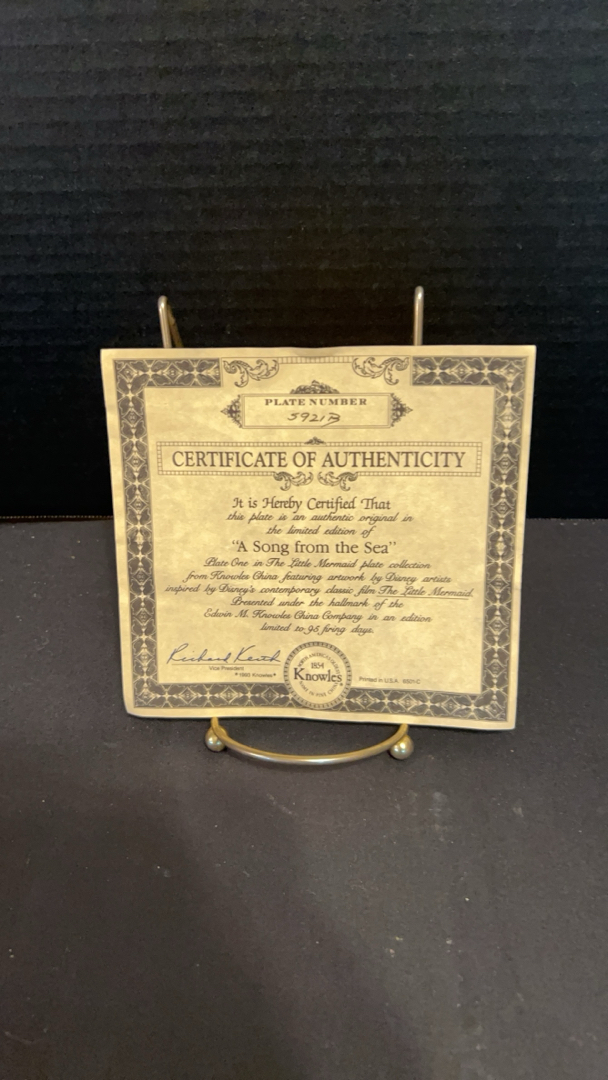 PLATE NUMBER
5921B
CERTIFICATE OF AUTHENTICITY
It is Hereby Certified That
this plate is an authentic original in
the limited edition of
"A Song from the Sea"
Plate One in The Little Mermaid plate collection
from Knowles China featuring artwork by Disney artists
inspired by Disney's contemporary classic film The Little Mermaid.
Presented under the hallmark of the
Edwin M. Knowles China Company in an edition
limited to 95 firing days.
Richard Keith
Vice President
1854
Knowles
Printed in U.S.A.